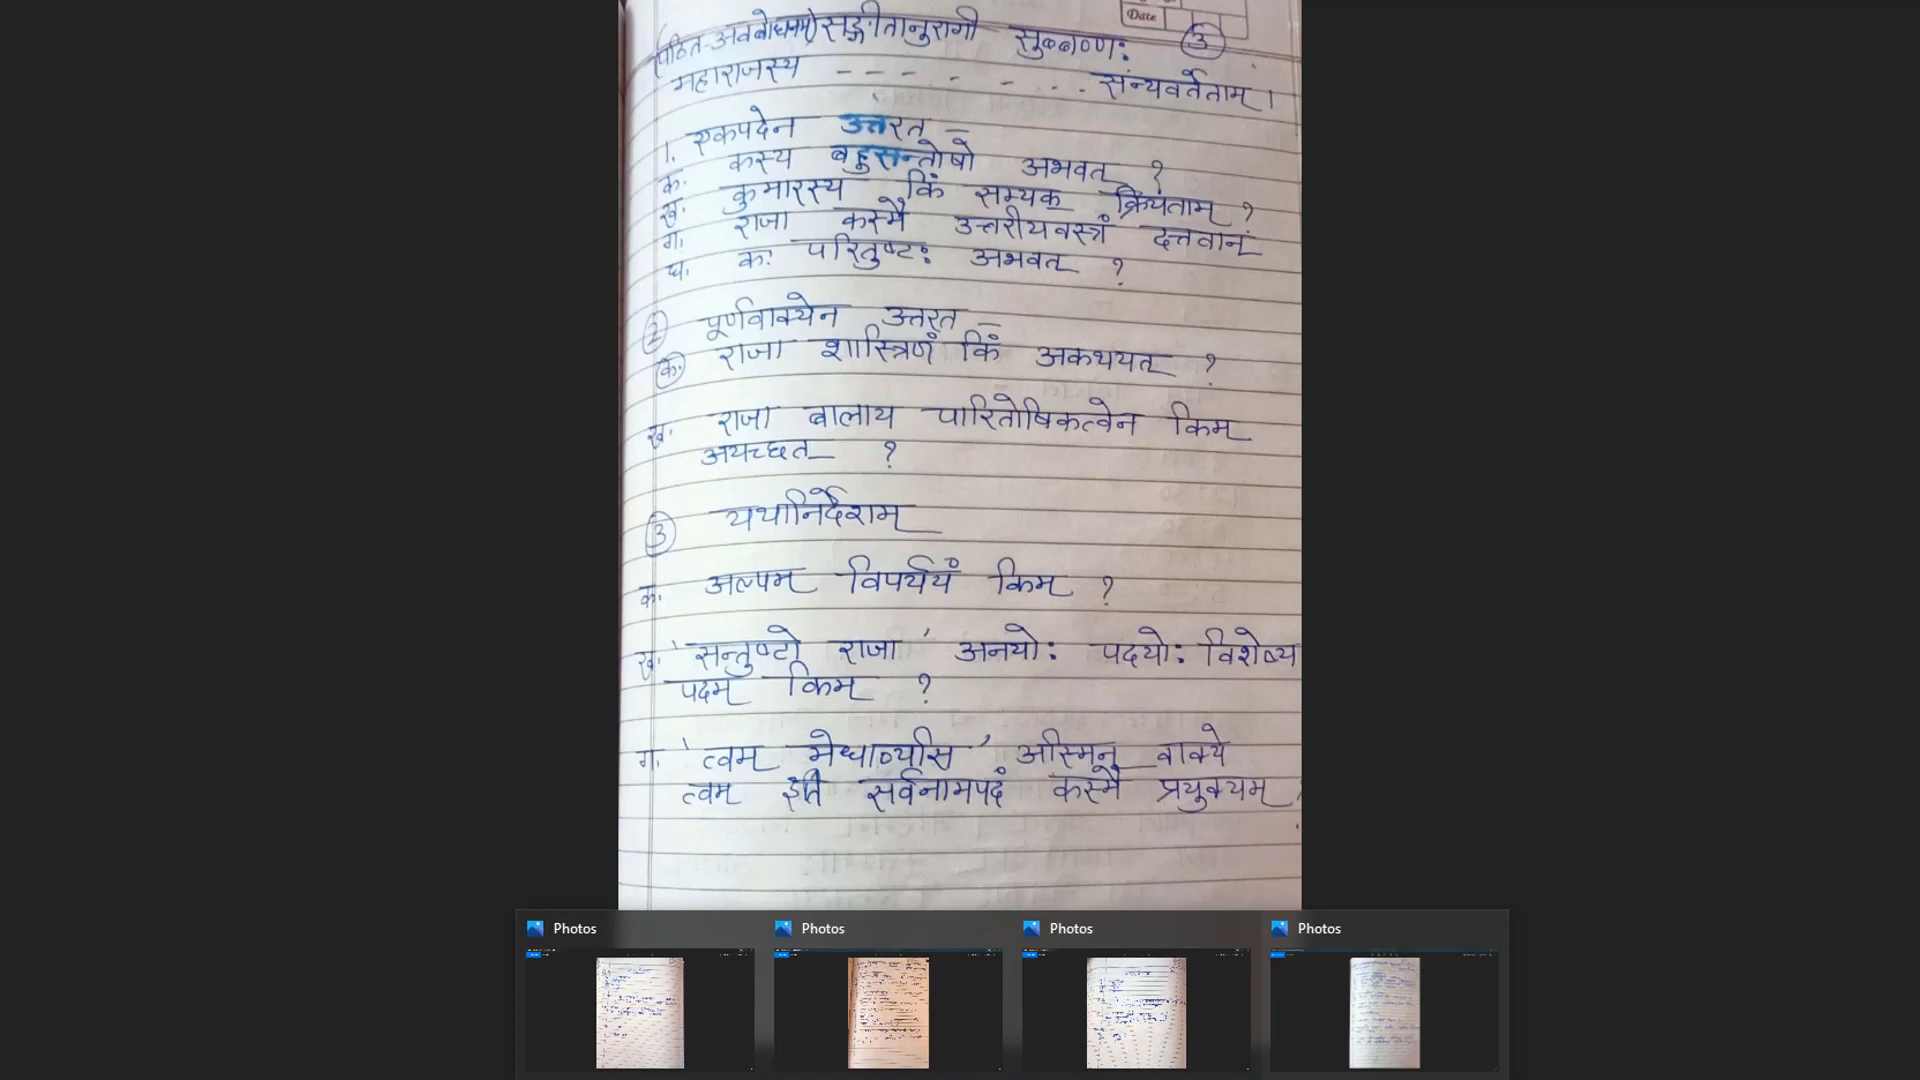 Date
(पठित-अवबोधनम्) सङ्गीतानुरागी सुब्बण्णः ③
महाराजस्य - - - - - . . . संन्यवर्तेताम् ।
1. एकपदेन उत्तरत् –
क. कस्य बहुसन्तोषो अभवत् ?
ख. कुमारस्य किं सम्यक् क्रियताम् ?
ग. राजा कस्मै उत्तरीयवस्त्रं दत्तवान्
घ. कः परितुष्टः अभवत् ?
② पूर्णवाक्येन उत्तरत् –
क. राजा शास्त्रिणं किं अकथयत् ?
ख. राजा बालाय पारितोषिकत्वेन किम्
अयच्छत् ?
③ यथानिर्देशम्
क. अल्पम् विपर्ययं किम् ?
ख. 'सन्तुष्टो राजा' अनयोः पदयोः विशेष्य
पदम् किम् ?
ग. 'त्वम् मेधाव्यसि' अस्मिन् वाक्ये
त्वम् इति सर्वनामपदं कस्मै प्रयुक्यम्
Photos Photos Photos Photos